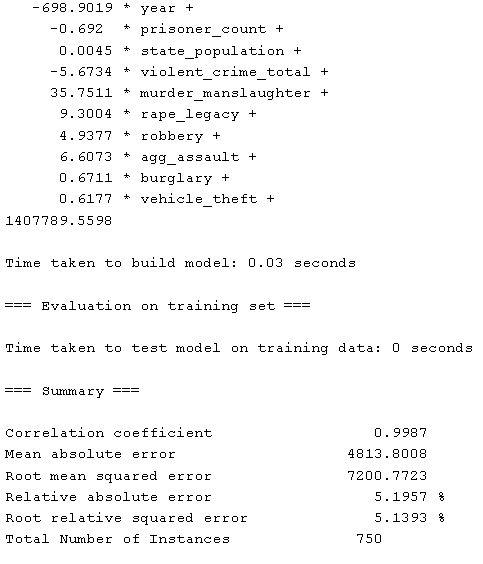 -698.9019 * year +
-0.692 * prisoner_count +
0.0045 * state_population +
-5.6734 * violent_crime_total +
35.7511 * murder_manslaughter +
9.3004 * rape_legacy +
4.9377 * robbery +
6.6073 * agg_assault +
0.6711 * burglary +
0.6177 * vehicle_theft +
1407789.5598
Time taken to build model: 0.03 seconds
=== Evaluation on training set ===
Time taken to test model on training data: 0 seconds
=== Summary ===
Correlation coefficient 0.9987
Mean absolute error 4813.8008
Root mean squared error 7200.7723
Relative absolute error 5.1957 %
Root relative squared error 5.1393 %
Total Number of Instances 750